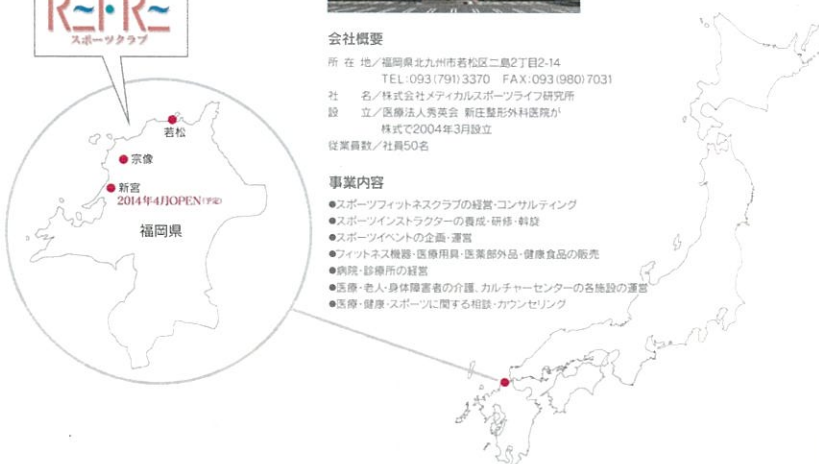 スポーツクラブ
若松
宗像
新宮
2014年4月OPEN(予定)
福岡県
会社概要
所 在 地／福岡県北九州市若松区二島2丁目2-14
TEL:093(791)3370 FAX:093(980)7031
社　　名／株式会社メディカルスポーツライフ研究所
設　　立／医療法人秀英会 新庄整形外科医院が
株式で2004年3月設立
従業員数／社員50名
事業内容
●スポーツフィットネスクラブの経営・コンサルティング
●スポーツインストラクターの養成・研修・斡旋
●スポーツイベントの企画・運営
●フィットネス機器・医療用具・医薬部外品・健康食品の販売
●病院・診療所の経営
●医療・老人・身体障害者の介護、カルチャーセンターの各施設の運営
●医療・健康・スポーツに関する相談・カウンセリング